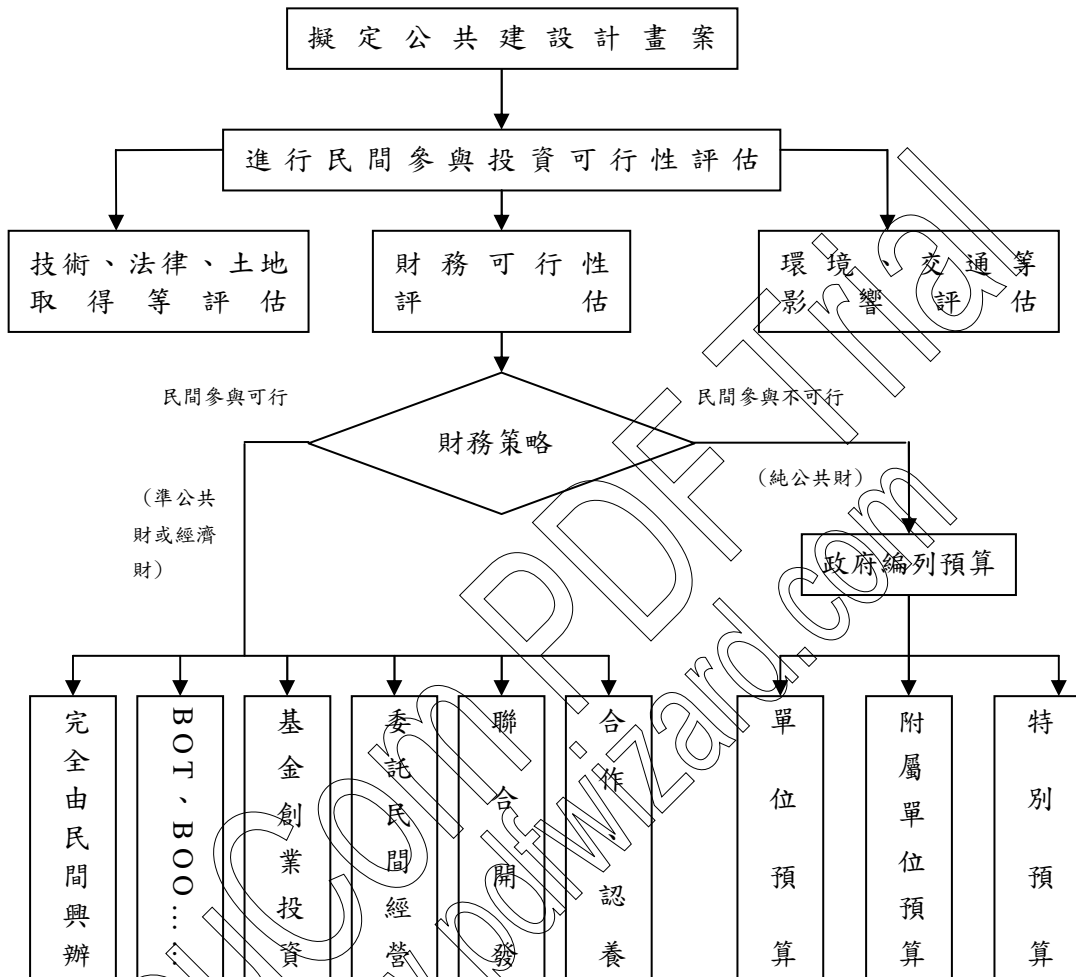 擬定公共建設計畫案
進行民間參與投資可行性評估
技術、法律、土地
取得等評估
財務可行性
評估
環境、交通等
影響評估
民間參與可行
民間參與不可行
財務策略
（準公共
財或經濟
財）
（純公共財）
政府編列預算
完全由民間興辦
BOT、BOO……
基金創業投資
委託民間經營
聯合開發
合作、認養
單位預算
附屬單位預算
特別預算
Com PDF Trial
pdfwizard.com